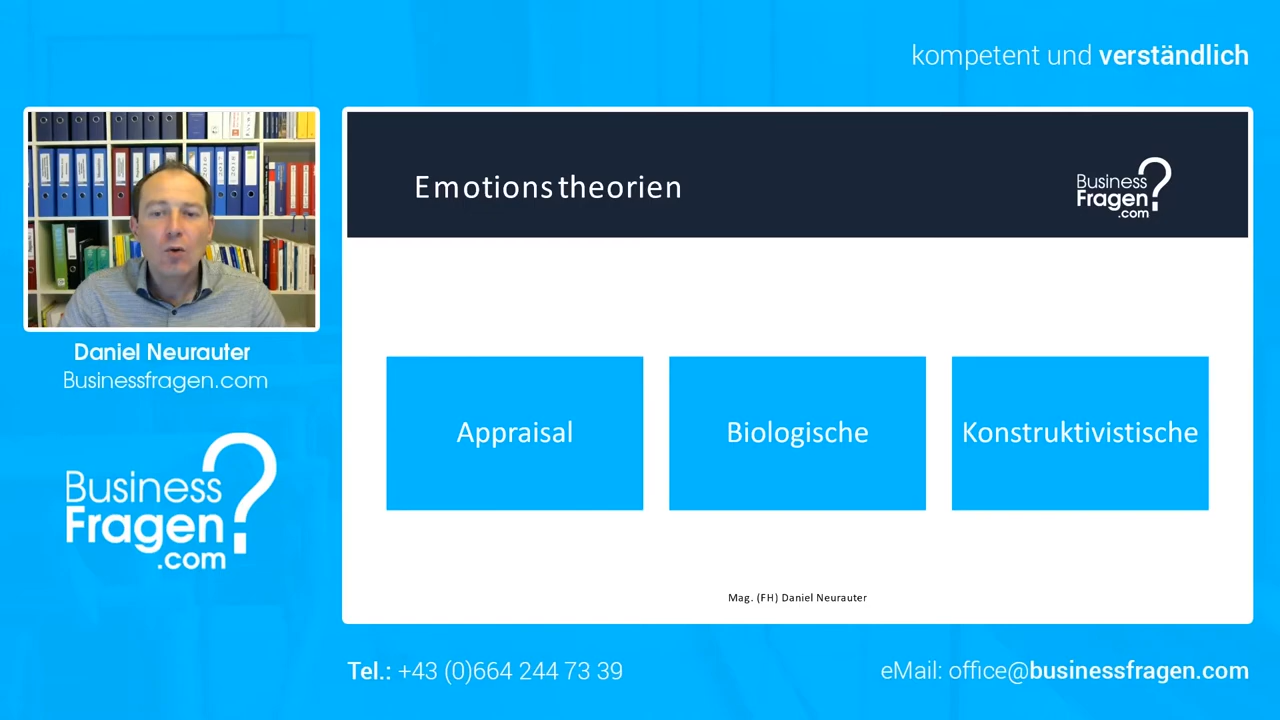 kompetent und verständlich
Emotionstheorien
Business
Fragen
.com
?
Daniel Neurauter
Businessfragen.com
Business
Fragen
.com
?
Appraisal
Biologische
Konstruktivistische
Mag. (FH) Daniel Neurauter
Tel.: +43 (0)664 244 73 39
eMail: office@businessfragen.com